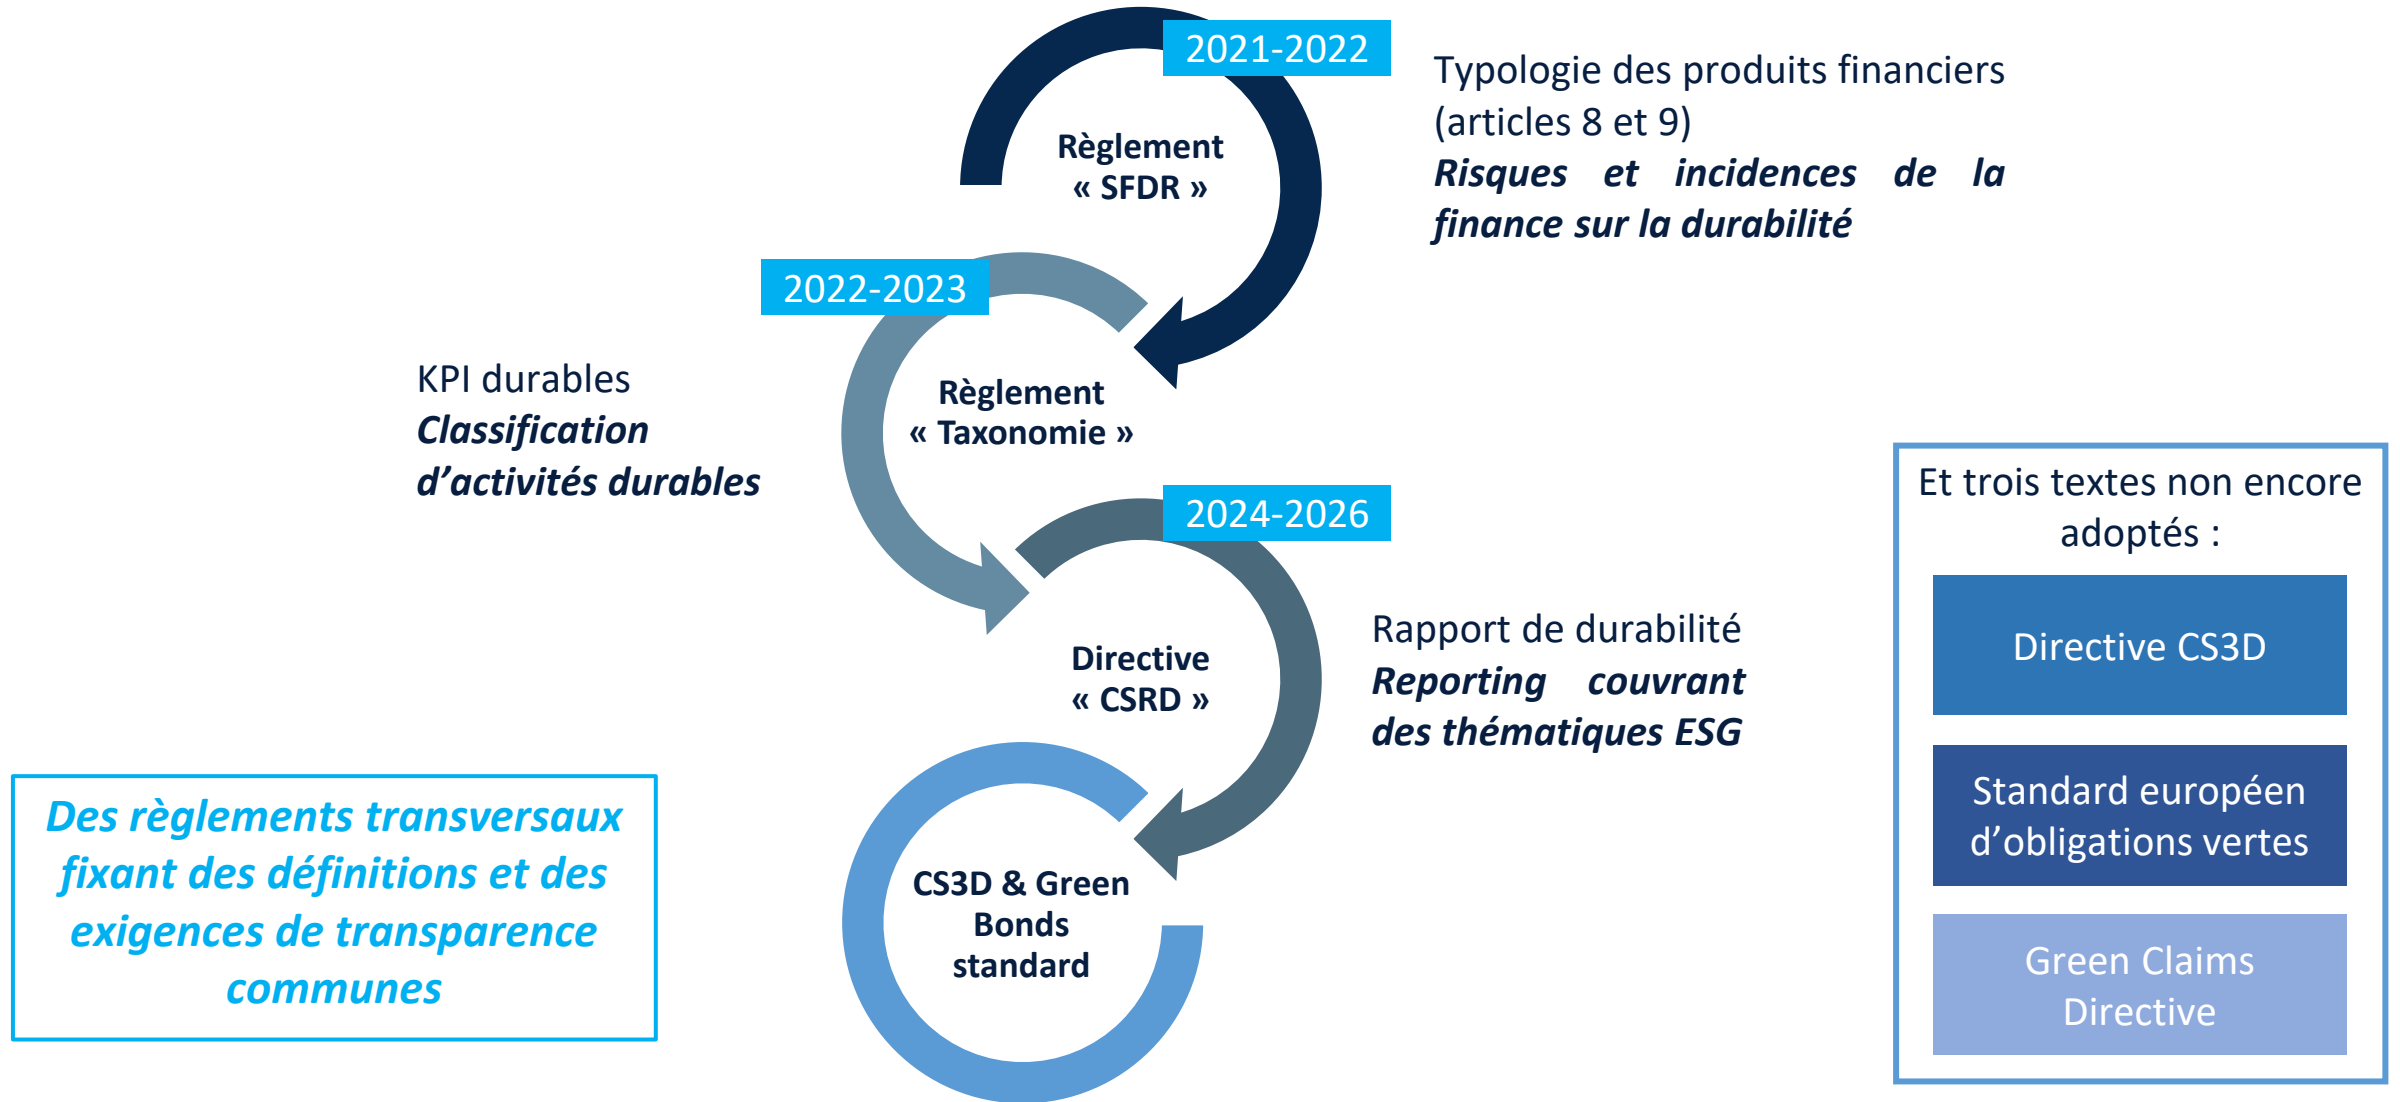 2021-2022
Typologie des produits financiers
(articles 8 et 9)
Risques et incidences de la
finance sur la durabilité
Règlement
« SFDR »
2022-2023
KPI durables
Classification
d’activités durables
Règlement
« Taxonomie »
2024-2026
Rapport de durabilité
Reporting couvrant
des thématiques ESG
Directive
« CSRD »
CS3D & Green
Bonds
standard
Des règlements transversaux
fixant des définitions et des
exigences de transparence
communes
Et trois textes non encore
adoptés :
Directive CS3D
Standard européen
d’obligations vertes
Green Claims
Directive